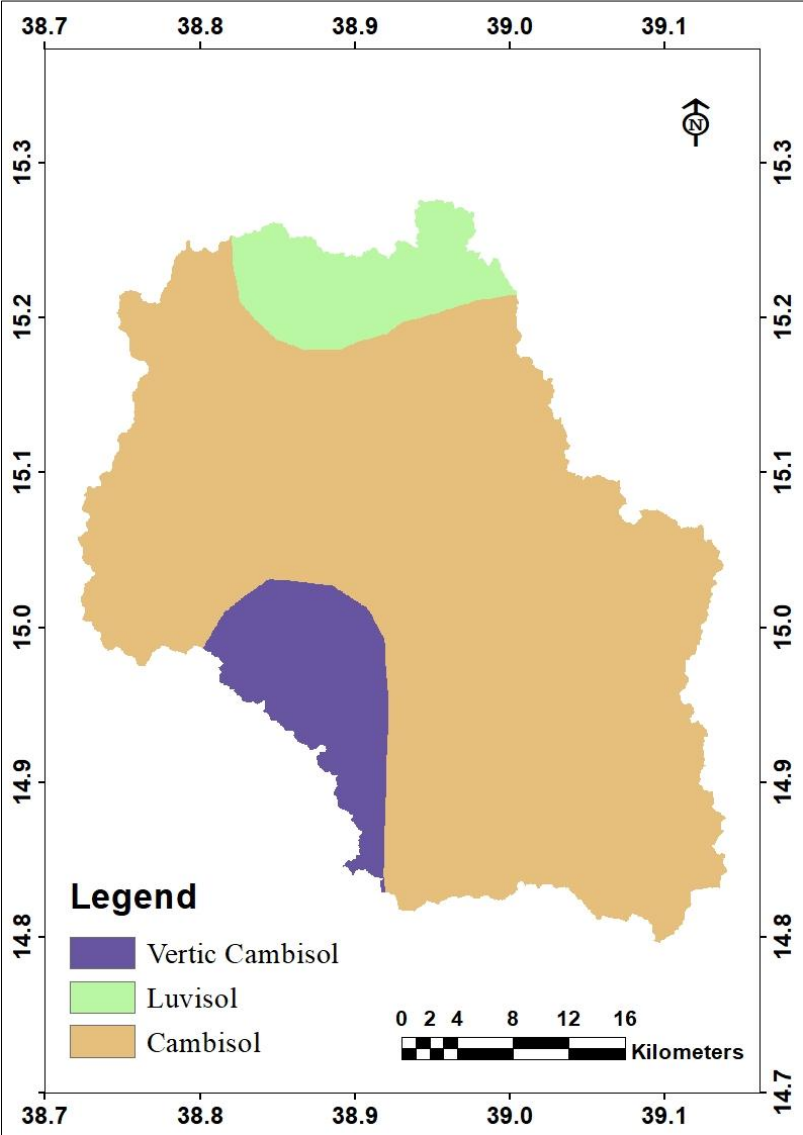 38.7 38.8 38.9 39.0 39.1
N
15.3 15.3
15.2 15.2
15.1 15.1
15.0 15.0
14.9 14.9
14.8 14.8
14.7 14.7
Legend
Vertic Cambisol
Luvisol
Cambisol
0 2 4 8 12 16
Kilometers
38.7 38.8 38.9 39.0 39.1